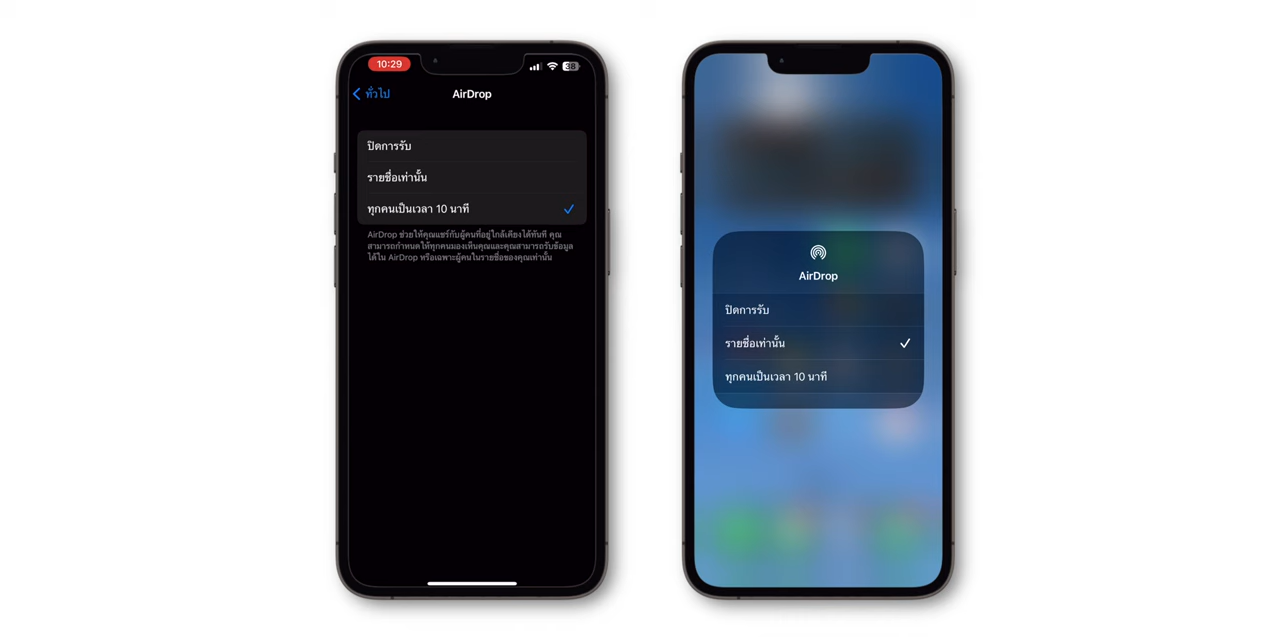 10:29
38
ทั่วไป
AirDrop
ปิดการรับ
รายชื่อเท่านั้น
ทุกคนเป็นเวลา 10 นาที
AirDrop ช่วยให้คุณแชร์กับผู้คนที่อยู่ใกล้เคียงได้ทันที คุณ
สามารถกำหนดให้ทุกคนมองเห็นคุณและคุณสามารถรับข้อมูล
ได้ใน AirDrop หรือเฉพาะผู้คนในรายชื่อของคุณเท่านั้น
AirDrop
ปิดการรับ
รายชื่อเท่านั้น
ทุกคนเป็นเวลา 10 นาที